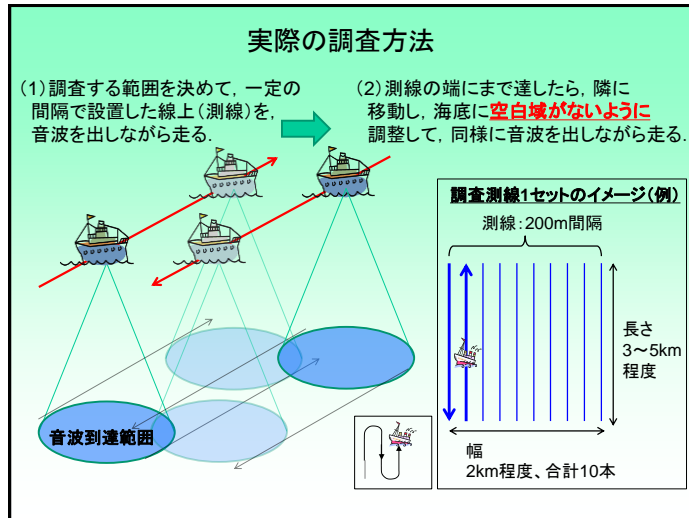 実際の調査方法
（1）調査する範囲を決めて，一定の
間隔で設置した線上（測線）を，
音波を出しながら走る．
（2）測線の端にまで達したら，隣に
移動し，海底に空白域がないように
調整して，同様に音波を出しながら走る．
調査測線1セットのイメージ（例）
測線：200m間隔
長さ
3～5km
程度
幅
2km程度、合計10本
音波到達範囲